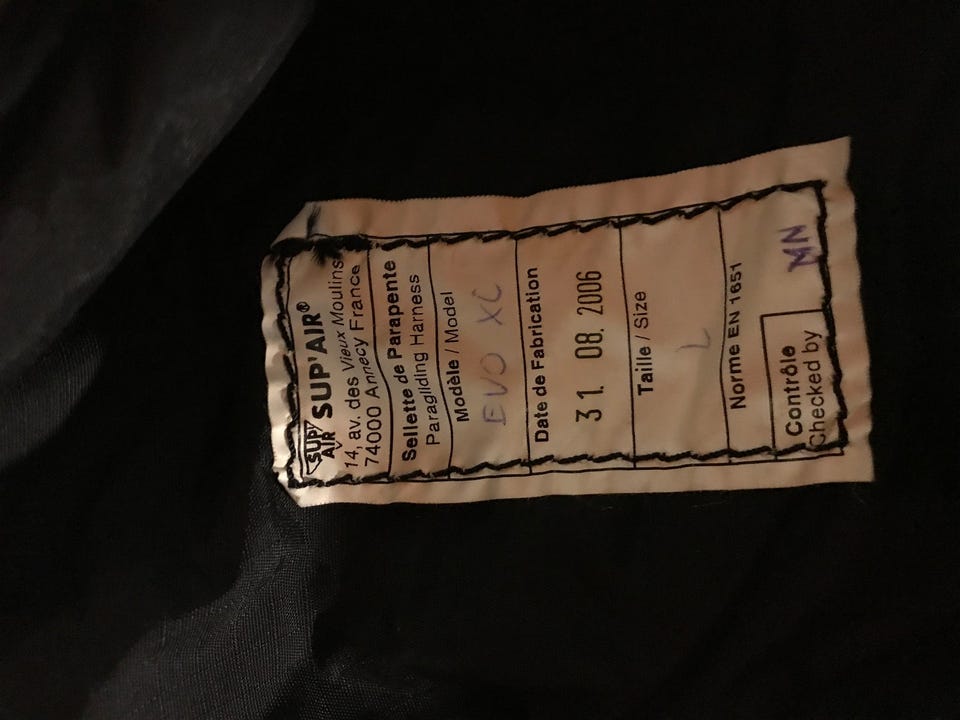 SUP'AIR SUP'AIR®
14, av. des Vieux Moulins
74000 Annecy France
Sellette de Parapente
Paragliding Harness
Modèle / Model
EVO XC
Date de Fabrication
31. 08. 2006
Taille / Size
L
Norme EN 1651
Contrôle
Checked by
MN